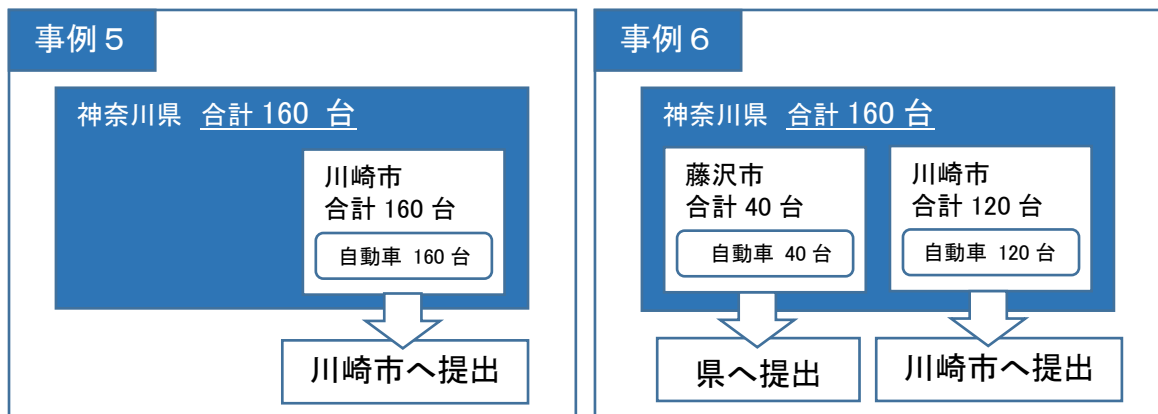 事例５
神奈川県 合計 160 台
川崎市
合計 160 台
自動車 160 台
川崎市へ提出
事例６
神奈川県 合計 160 台
藤沢市
合計 40 台
自動車 40 台
県へ提出
川崎市
合計 120 台
自動車 120 台
川崎市へ提出